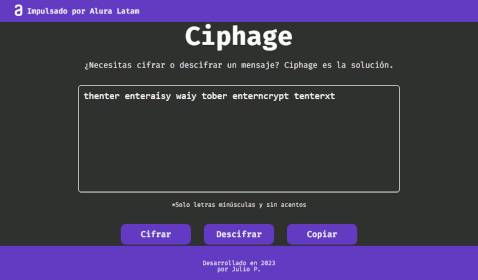 Impulsado por Alura Latam
Ciphage
¿Necesitas cifrar o descifrar un mensaje? Ciphage es la solución.
thenter enteraisy waiy tober enterncrypt tenterxt
*Solo letras minúsculas y sin acentos
Cifrar Descifrar Copiar
Desarrollado en 2023
por Julio P.